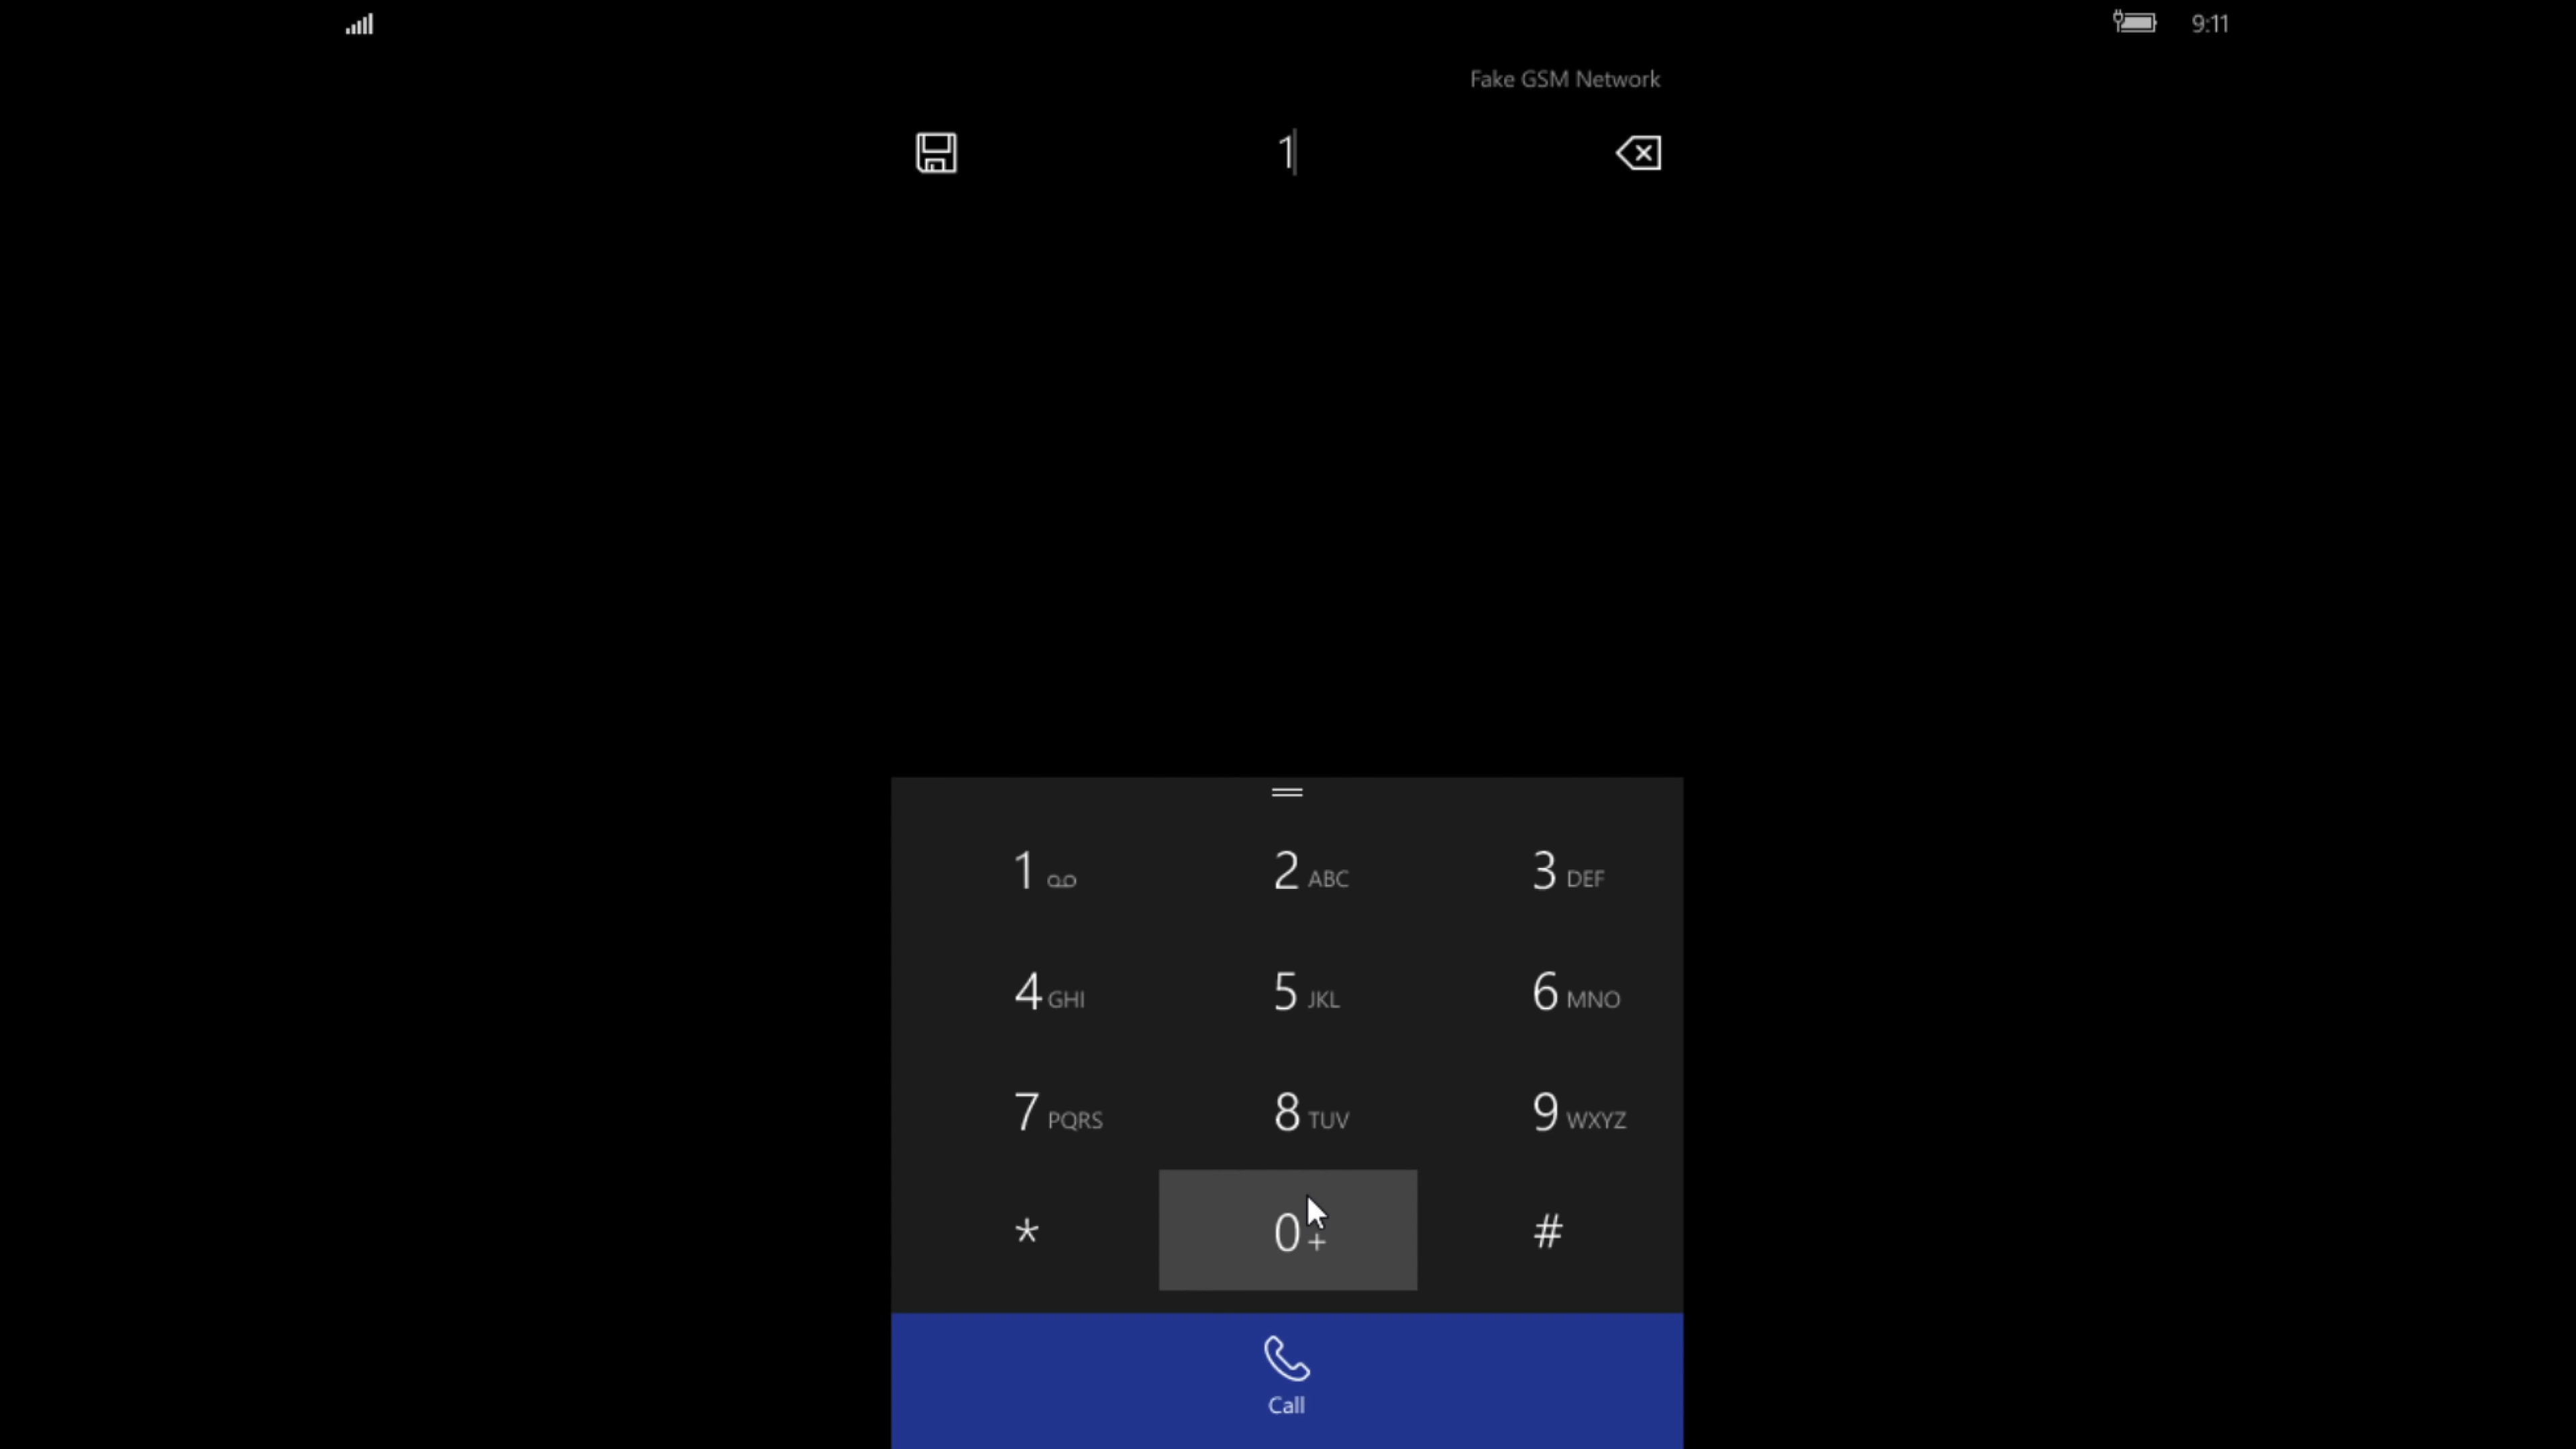 9:11
Fake GSM Network
1
1 2 ABC 3 DEF
4 GHI 5 JKL 6 MNO
7 PQRS 8 TUV 9 WXYZ
* 0 + #
Call